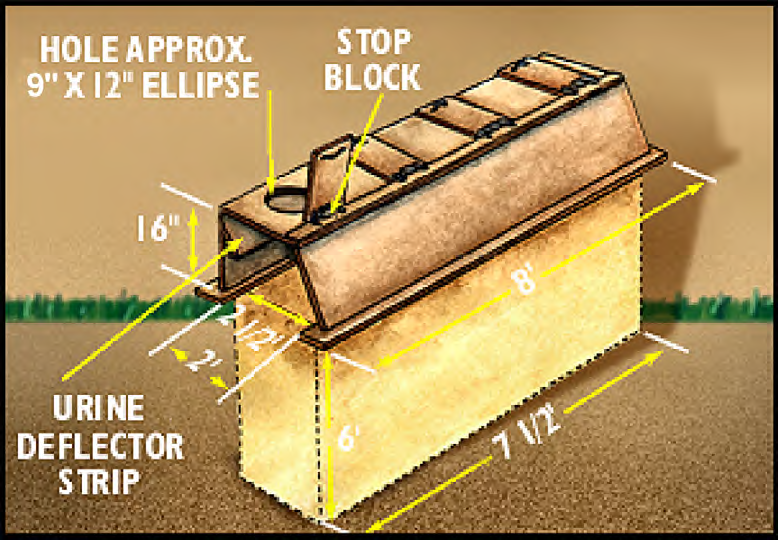 HOLE APPROX.
9" X 12" ELLIPSE
STOP
BLOCK
16"
8'
2 1/2'
2'
6'
7 1/2'
URINE
DEFLECTOR
STRIP